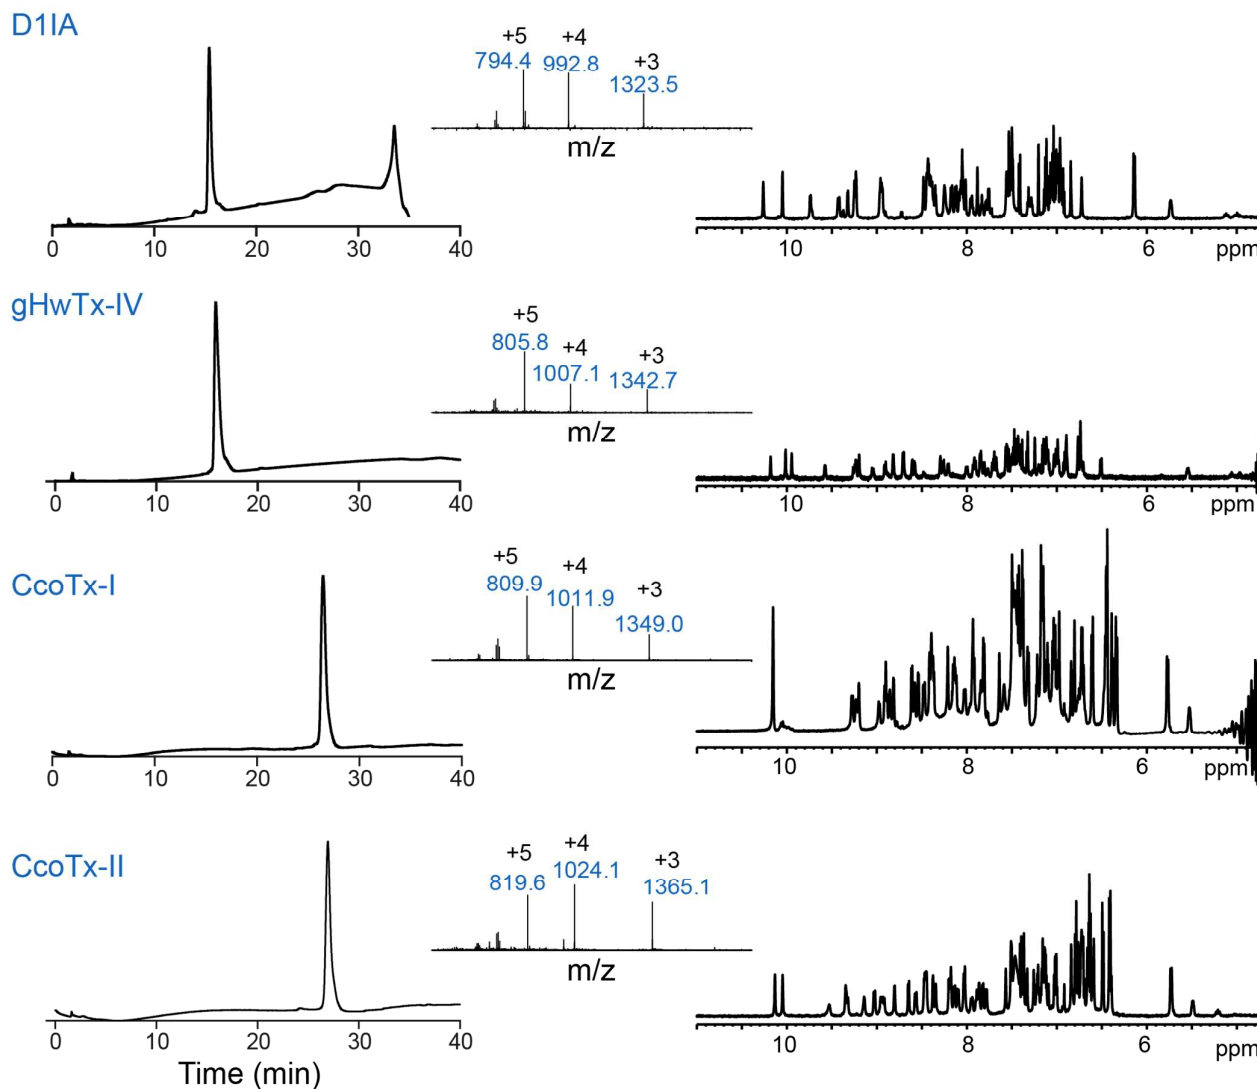 D1IA
+5 +4 +3
794.4 992.8 1323.5
m/z
0 10 20 30 40
10 8 6 ppm
gHwTx-IV
+5 +4 +3
805.8 1007.1 1342.7
m/z
0 10 20 30 40
10 8 6 ppm
CcoTx-I
+5 +4 +3
809.9 1011.9 1349.0
m/z
0 10 20 30 40
10 8 6 ppm
CcoTx-II
+5 +4 +3
819.6 1024.1 1365.1
m/z
0 10 20 30 40
10 8 6 ppm
Time (min)